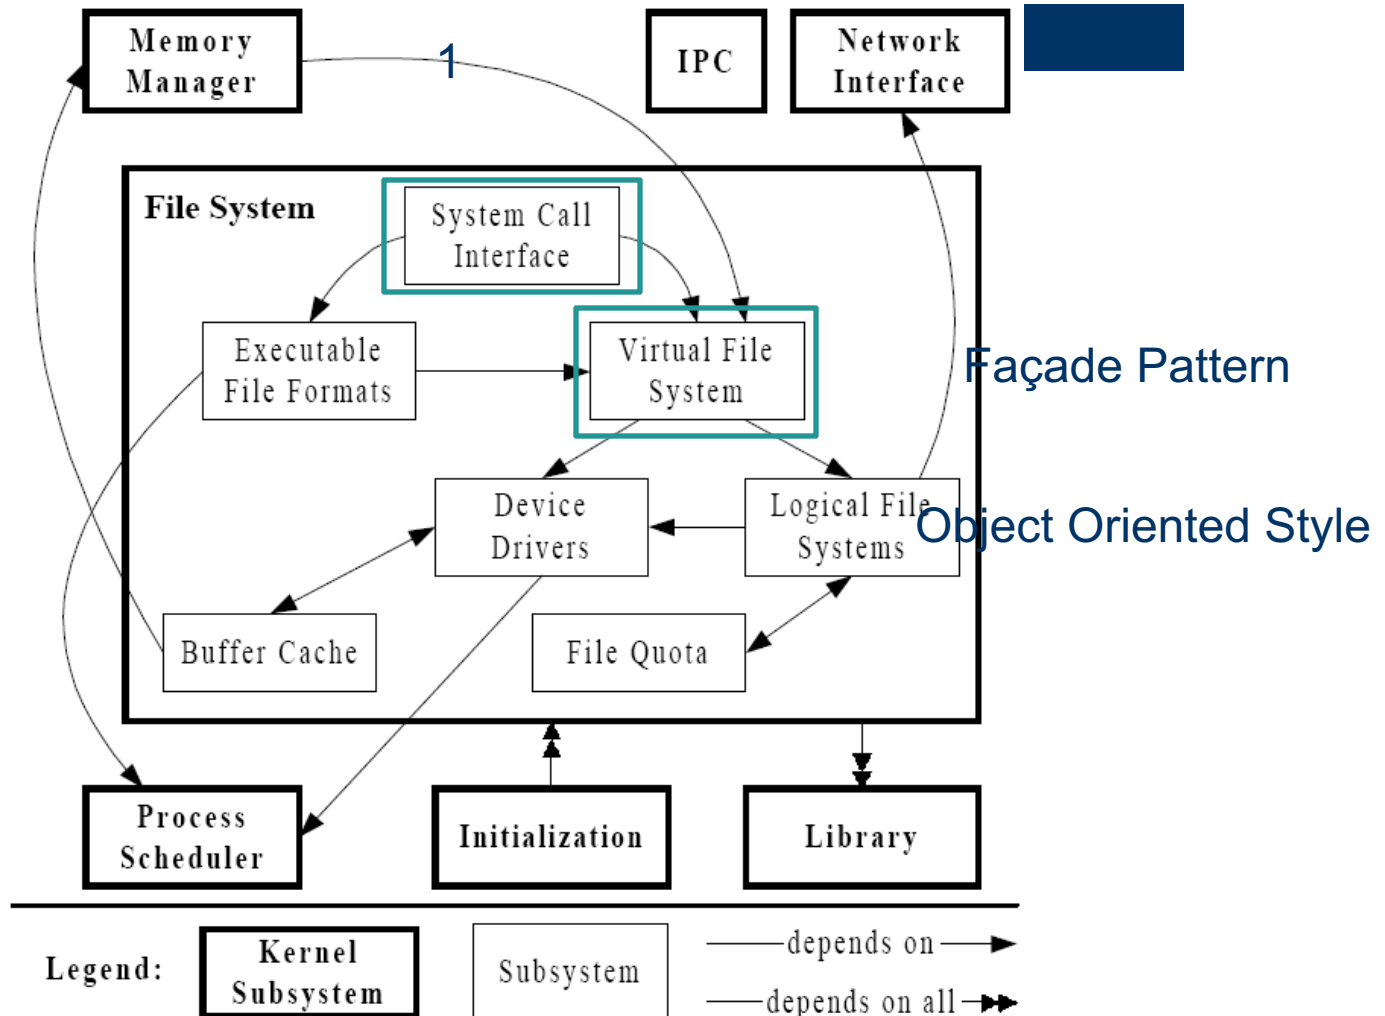 Memory
Manager
1
IPC
Network
Interface
File System
System Call
Interface
Executable
File Formats
Virtual File
System
Façade Pattern
Device
Drivers
Logical File
Systems
Object Oriented Style
Buffer Cache
File Quota
Process
Scheduler
Initialization
Library
Legend:
Kernel
Subsystem
Subsystem
depends on
depends on all